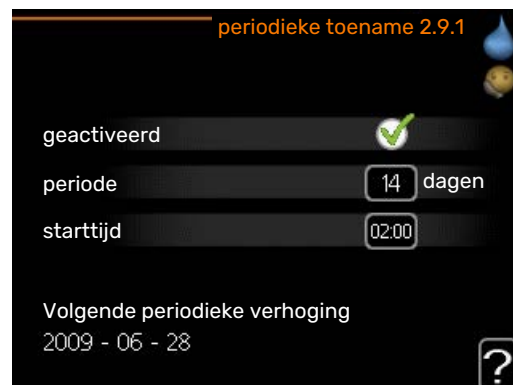 periodieke toename 2.9.1
geactiveerd
periode 14 dagen
starttijd 02:00
Volgende periodieke verhoging
2009 - 06 - 28
?